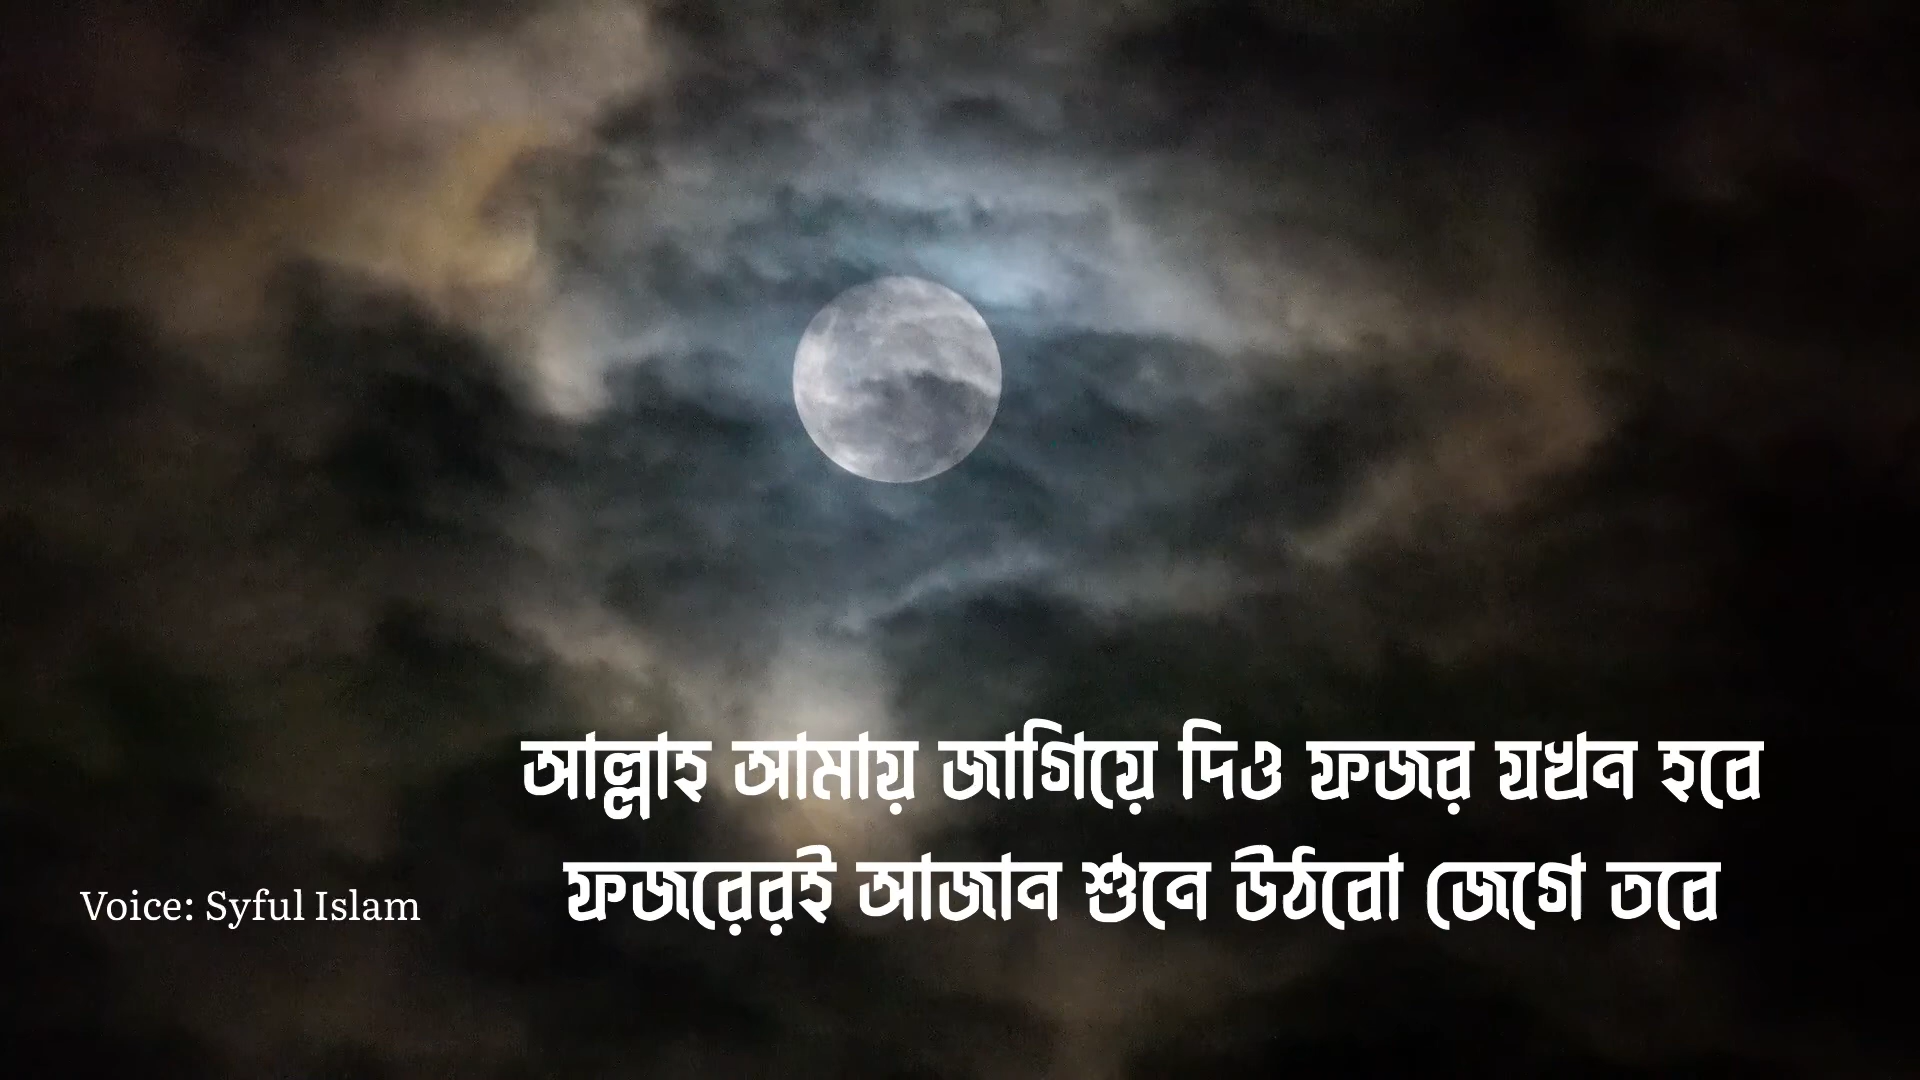 আল্লাহ আমায় জাগিয়ে দিও ফজর যখন হবে
ফজরেরই আজান শুনে উঠবো জেগে তবে
Voice: Syful Islam